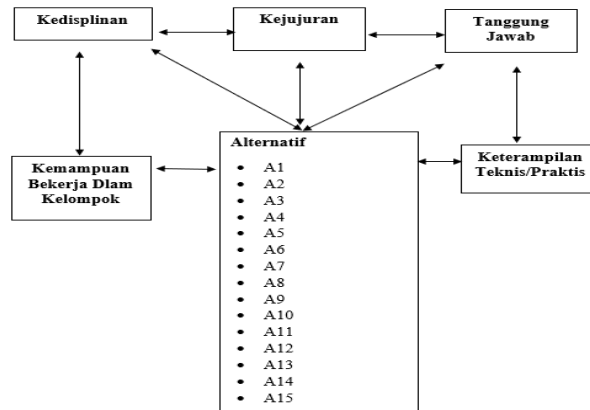 Kedisplinan
Kejujuran
Tanggung
Jawab
Kemampuan
Bekerja Dlam
Kelompok
Alternatif
• A1
• A2
• A3
• A4
• A5
• A6
• A7
• A8
• A9
• A10
• A11
• A12
• A13
• A14
• A15
Keterampilan
Teknis/Praktis